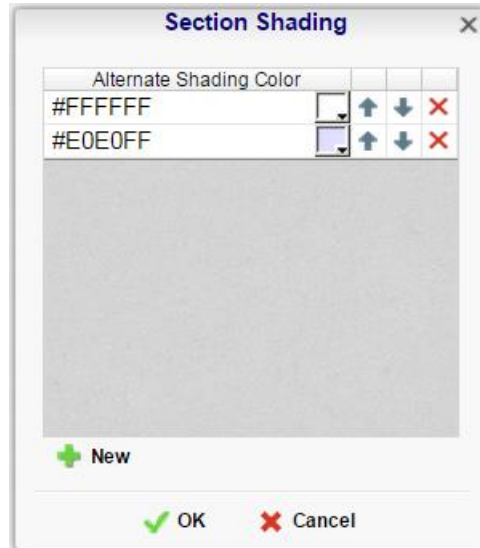 Section Shading
Alternate Shading Color
#FFFFFF
#E0E0FF
New
OK Cancel